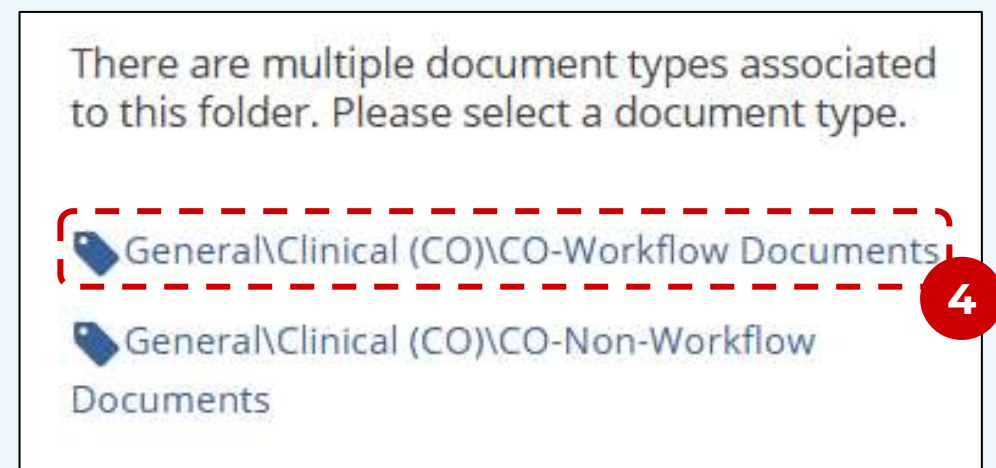 There are multiple document types associated
to this folder. Please select a document type.
General\Clinical (CO)\CO-Workflow Documents
4
General\Clinical (CO)\CO-Non-Workflow
Documents